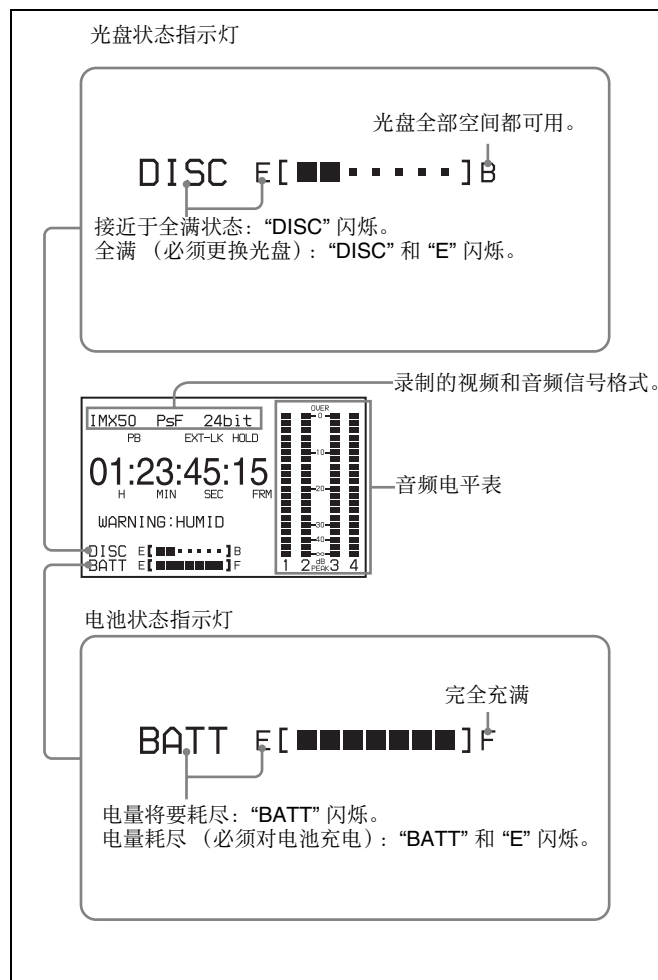 光盘状态指示灯
光盘全部空间都可用。
DISC E[■■·····]B
接近于全满状态：“DISC” 闪烁。
全满 （必须更换光盘）：“DISC” 和 “E” 闪烁。
录制的视频和音频信号格式。
IMX50 PsF 24bit
PB EXT-LK HOLD
01:23:45:15
H MIN SEC FRM
WARNING:HUMID
DISC E[■■·····]B
BATT E[■■■■■■■]F
OVER
0
-10-
-20-
-30-
-40-
-∞-
1 2 dB PEAK 3 4
音频电平表
电池状态指示灯
完全充满
BATT E[■■■■■■■]F
电量将要耗尽：“BATT” 闪烁。
电量耗尽 （必须对电池充电）：“BATT” 和 “E” 闪烁。